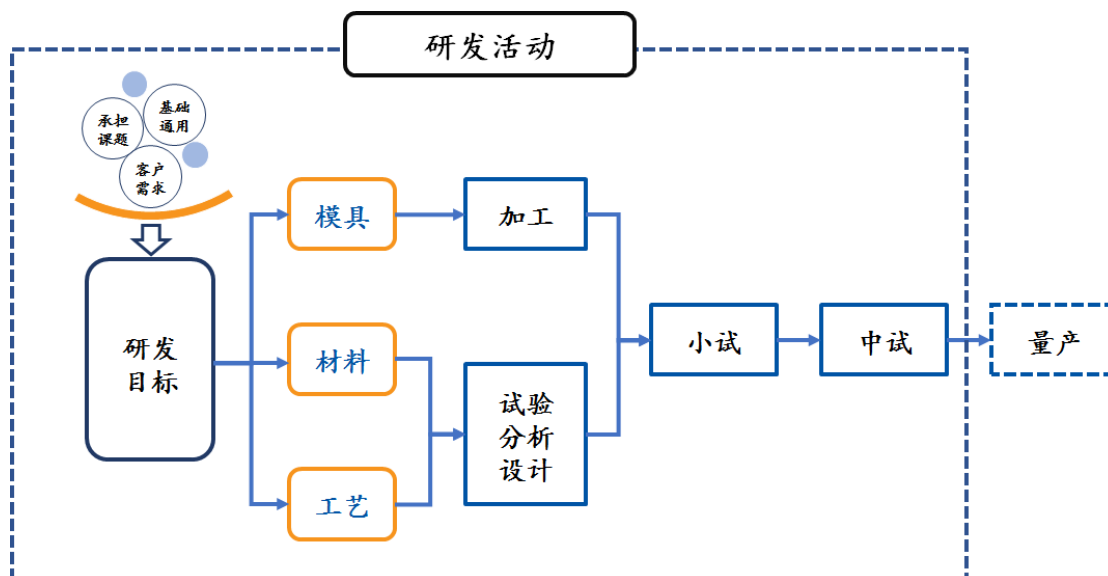 研发活动
承担
课题
基础
通用
客户
需求
研发
目标
模具
材料
工艺
加工
试验
分析
设计
小试
中试
量产